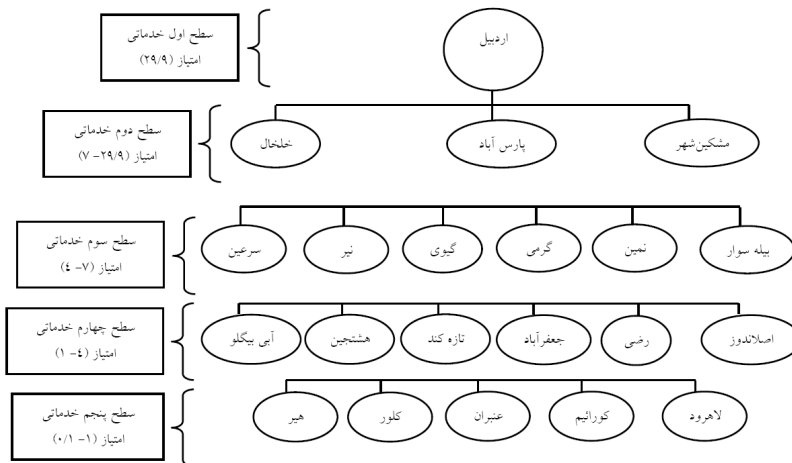 اردبیل
سطح اول خدماتی
امتیاز (۲۹/۹)
مشکین‌شهر
پارس آباد
خلخال
سطح دوم خدماتی
امتیاز (۲۹/۹- ۷)
بیله سوار
نمین
گرمی
گیوی
نیر
سرعین
سطح سوم خدماتی
امتیاز (۷- ٤)
اصلاندوز
رضی
جعفرآباد
تازه کند
هشتجین
آبی بیگلو
سطح چهارم خدماتی
امتیاز (٤- ۱)
لاهرود
کورائیم
عنبران
کلور
هیر
سطح پنجم خدماتی
امتیاز (۱- ۰/۱)